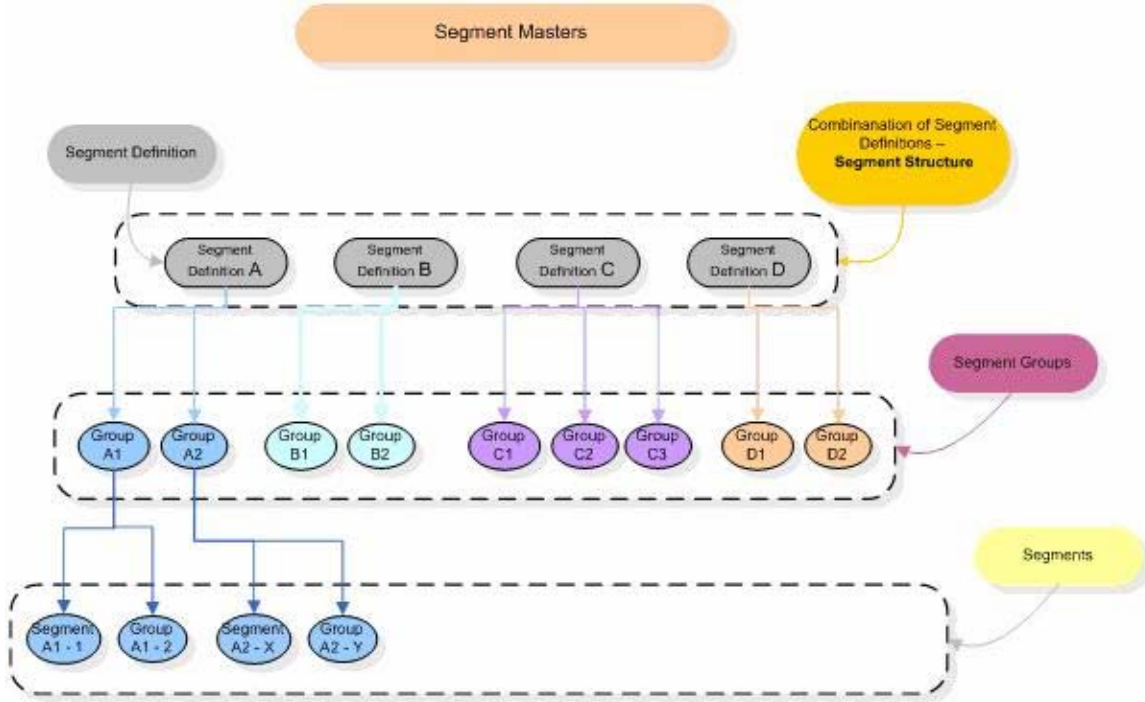 Segment Masters
Combinanation of Segment
Definitions –
Segment Structure
Segment Definition
Segment
Definition A
Segment
Definition B
Segment
Definition C
Segment
Definition D
Segment Groups
Group
A1
Group
A2
Group
B1
Group
B2
Group
C1
Group
C2
Group
C3
Group
D1
Group
D2
Segments
Segment
A1 - 1
Group
A1 - 2
Segment
A2 - X
Group
A2 - Y